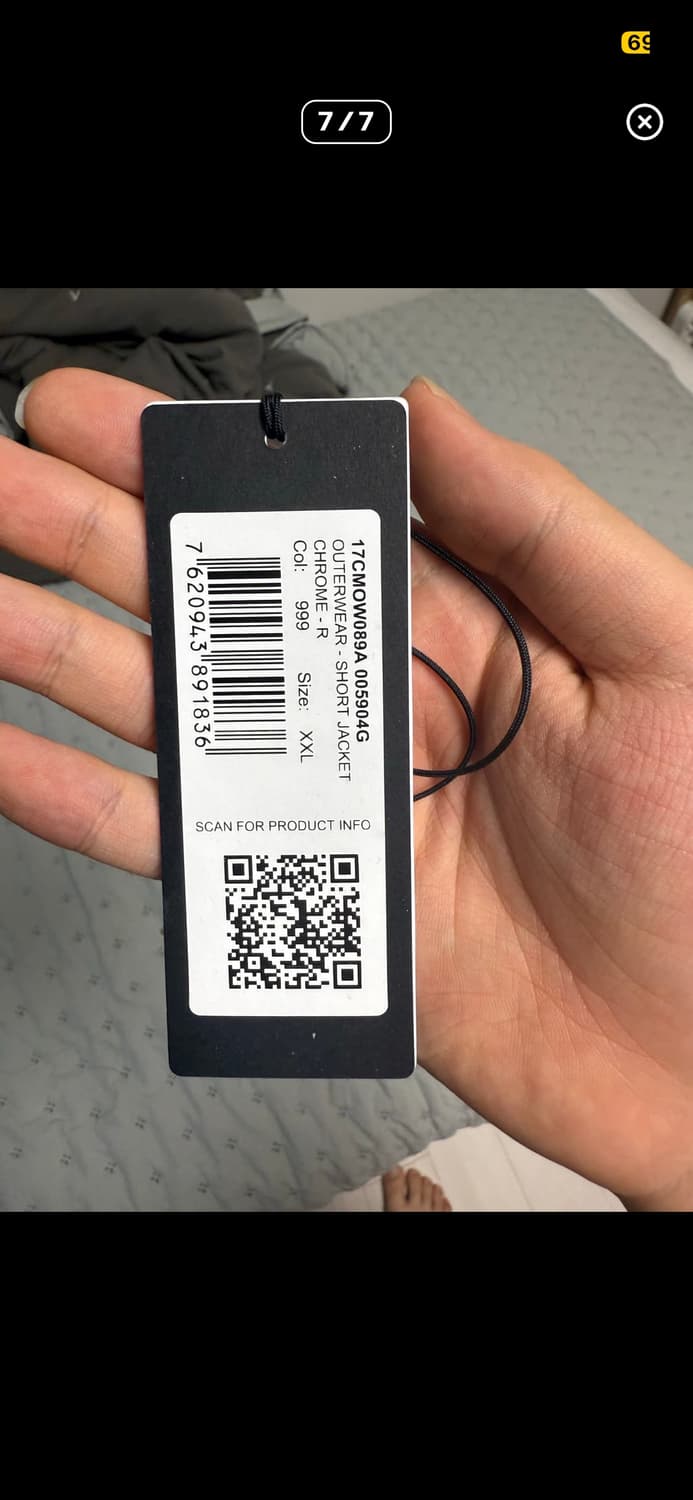 69
7/7
17CMOW089A 005904G
OUTERWEAR - SHORT JACKET
CHROME - R
Col: 999 Size: XXL
7 620943 891836
SCAN FOR PRODUCT INFO